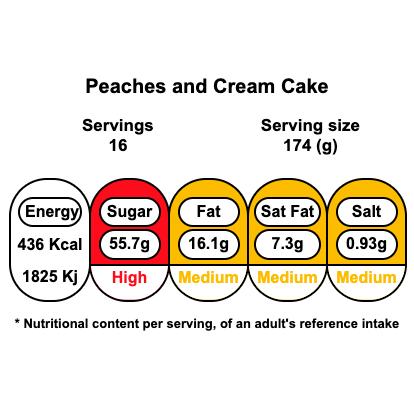 Peaches and Cream Cake
Servings
16
Serving size
174 (g)
Energy
436 Kcal
1825 Kj
Sugar
55.7g
High
Fat
16.1g
Medium
Sat Fat
7.3g
Medium
Salt
0.93g
Medium
* Nutritional content per serving, of an adult's reference intake